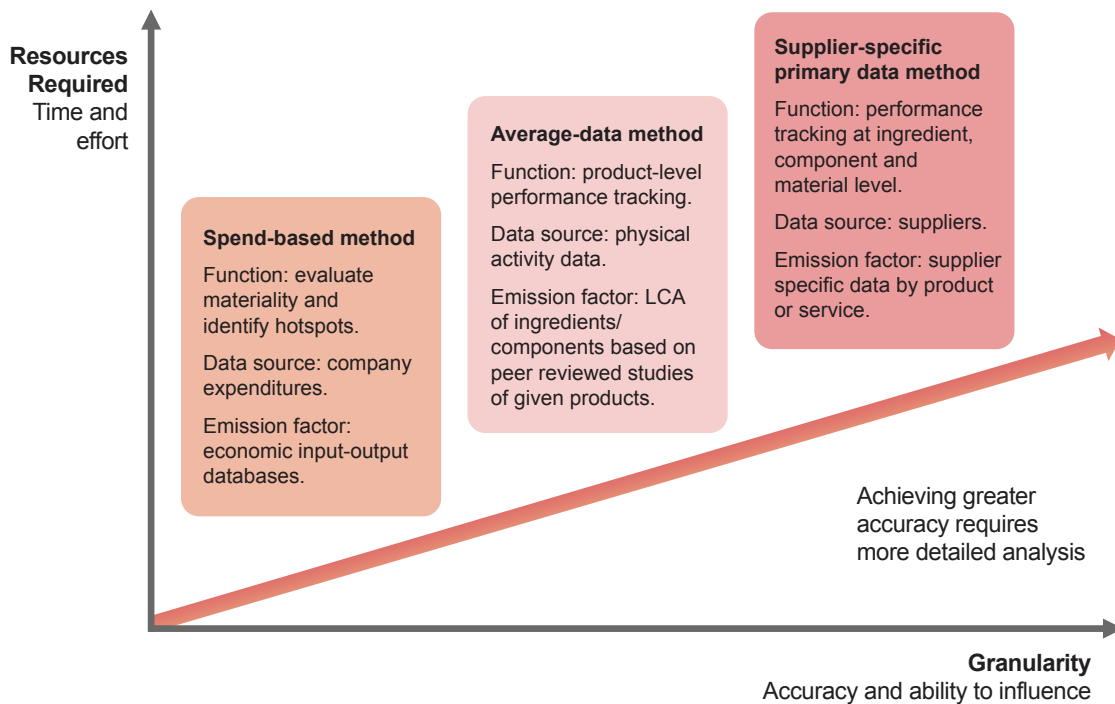 Resources
Required
Time and
effort
Spend-based method
Function: evaluate
materiality and
identify hotspots.
Data source: company
expenditures.
Emission factor:
economic input-output
databases.
Average-data method
Function: product-level
performance tracking.
Data source: physical
activity data.
Emission factor: LCA
of ingredients/
components based on
peer reviewed studies
of given products.
Supplier-specific
primary data method
Function: performance
tracking at ingredient,
component and
material level.
Data source: suppliers.
Emission factor: supplier
specific data by product
or service.
Achieving greater
accuracy requires
more detailed analysis
Granularity
Accuracy and ability to influence